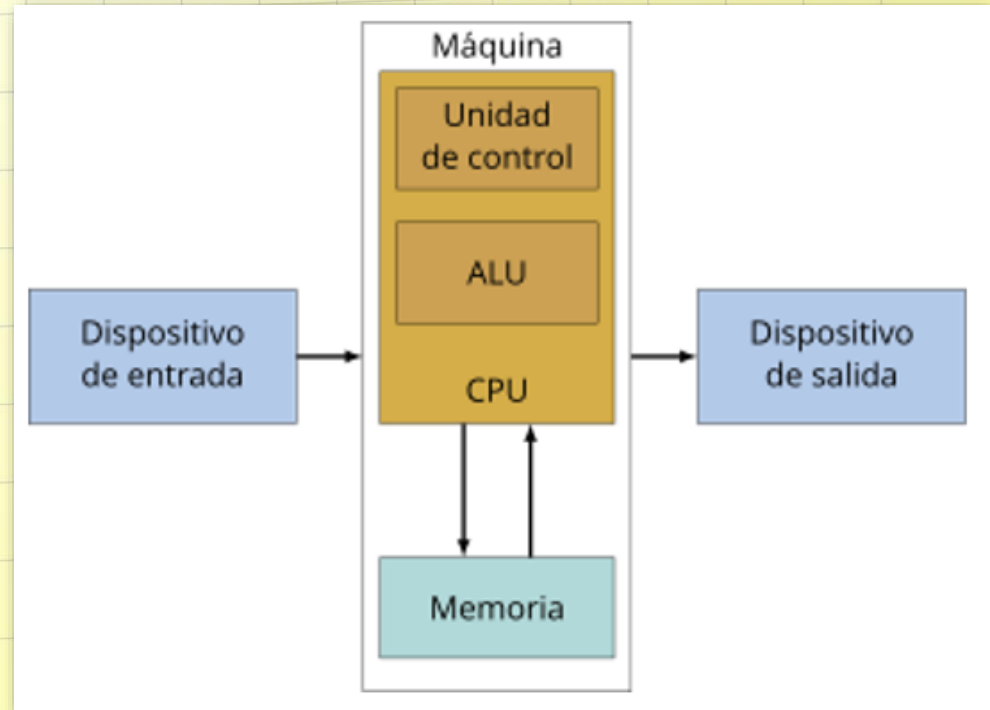 Máquina
Unidad
de control
ALU
CPU
Dispositivo
de entrada
Dispositivo
de salida
Memoria